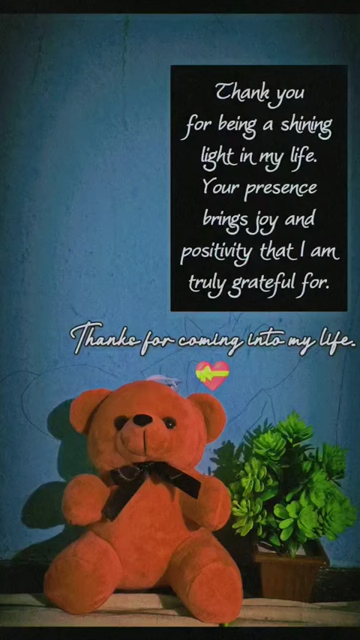 Thank you
for being a shining
light in my life.
Your presence
brings joy and
positivity that I am
truly grateful for.
Thanks for coming into my life.